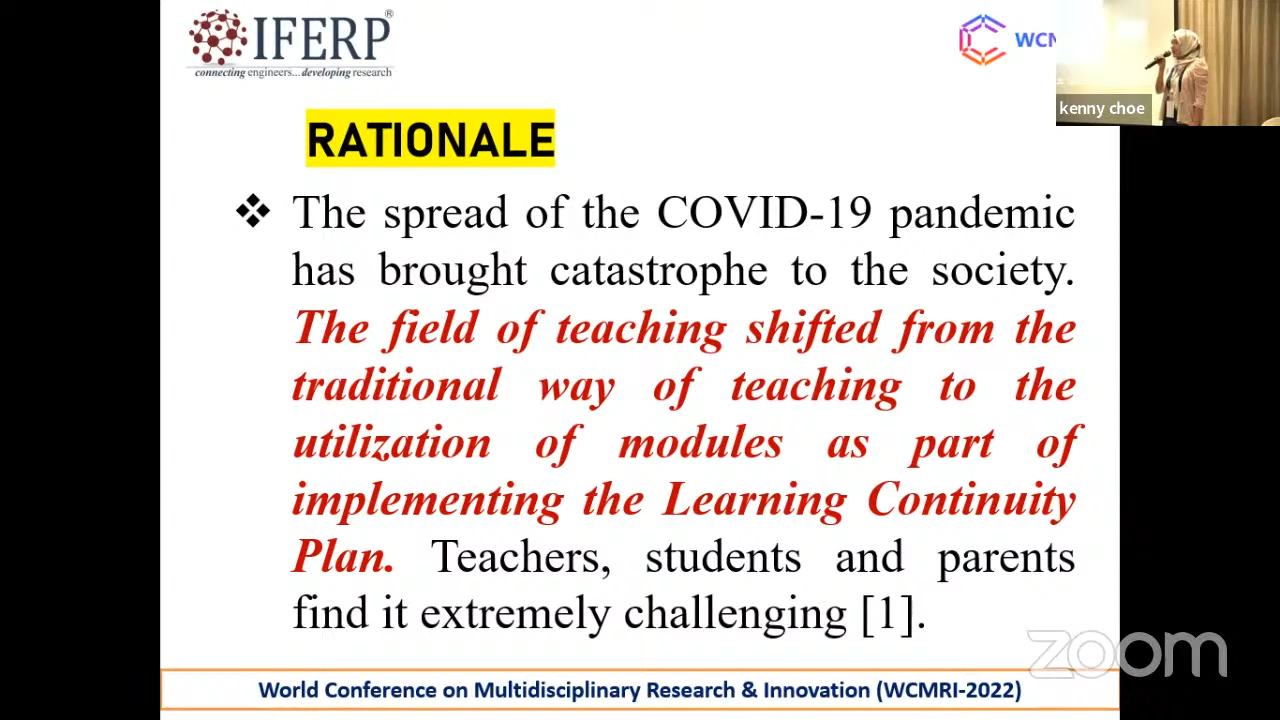 IFERP®
connecting engineers...developing research
WCM
kenny choe
RATIONALE
❖ The spread of the COVID-19 pandemic
has brought catastrophe to the society.
The field of teaching shifted from the
traditional way of teaching to the
utilization of modules as part of
implementing the Learning Continuity
Plan. Teachers, students and parents
find it extremely challenging [1].
zoom
World Conference on Multidisciplinary Research & Innovation (WCMRI-2022)